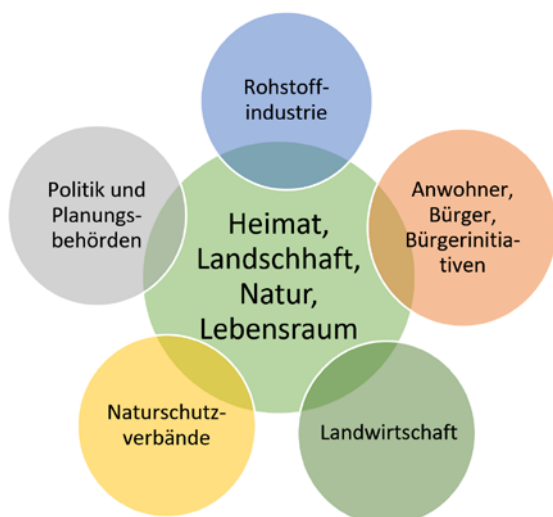 Rohstoff-
industrie
Politik und
Planungs-
behörden
Anwohner,
Bürger,
Bürgerinitia-
tiven
Heimat,
Landschhaft,
Natur,
Lebensraum
Naturschutz-
verbände
Landwirtschaft